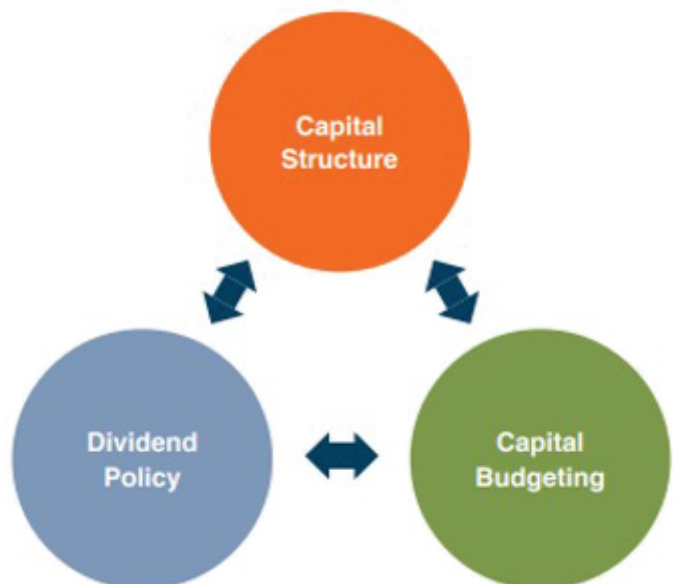 Capital
Structure
Dividend
Policy
Capital
Budgeting